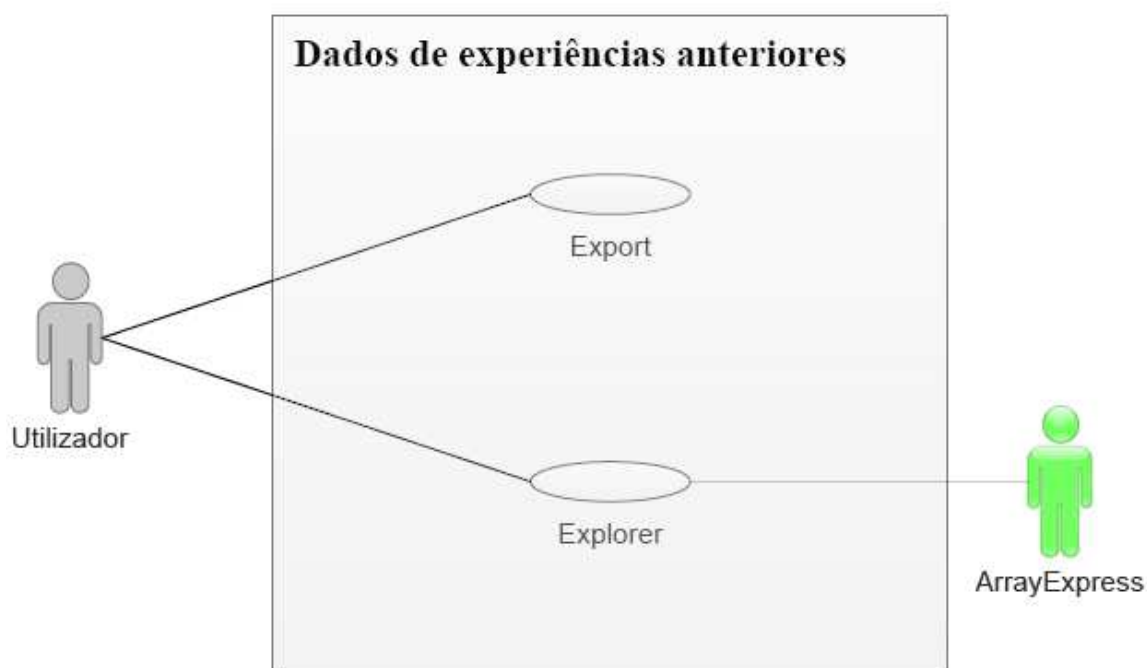 Dados de experiências anteriores
Export
Utilizador
Explorer
ArrayExpress